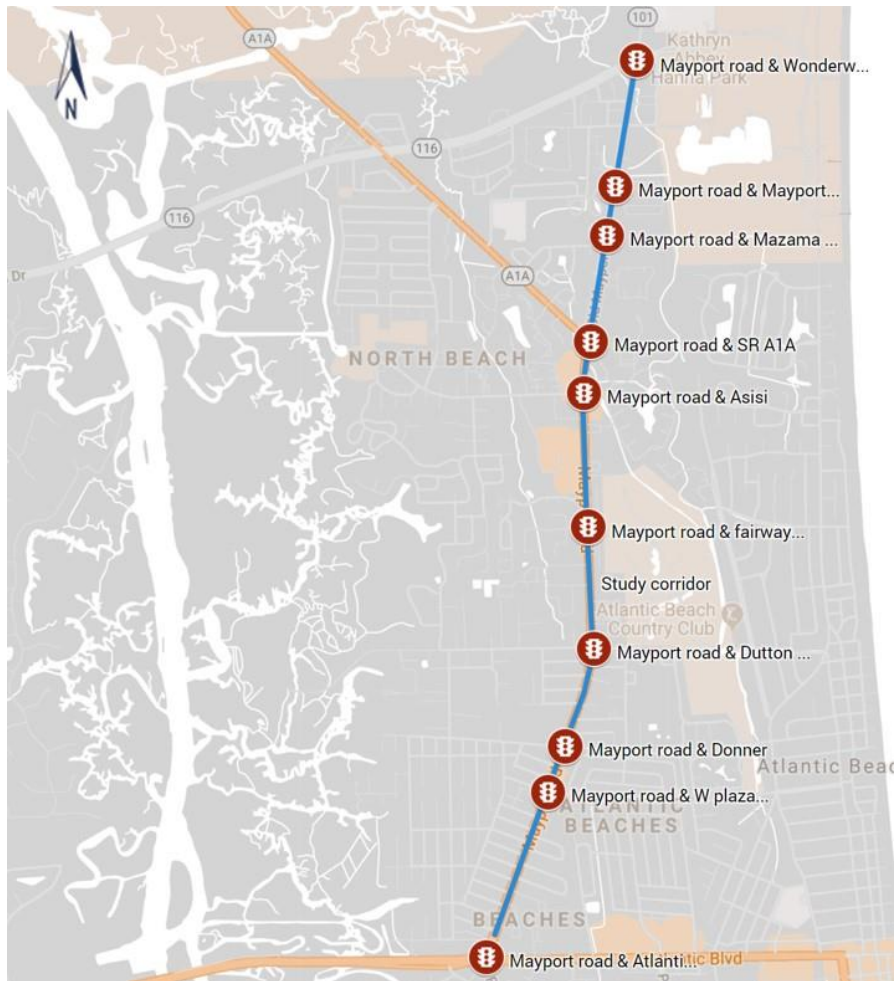 101
A1A
Kathryn
Abbey
Hanna Park
Mayport road & Wonderw...
116
Mayport road & Mayport...
116
Mayport road & Mazama ...
N
Dr
A1A
Mayport road & SR A1A
NORTH BEACH
Mayport road & Asisi
Mayport road & fairway...
Study corridor
Atlantic Beach
Country Club
Mayport road & Dutton ...
Mayport road & Donner
Atlantic Beac
Mayport road & W plaza...
ATLANTIC
BEACHES
BEACHES
Mayport road & Atlanti...
antic Blvd